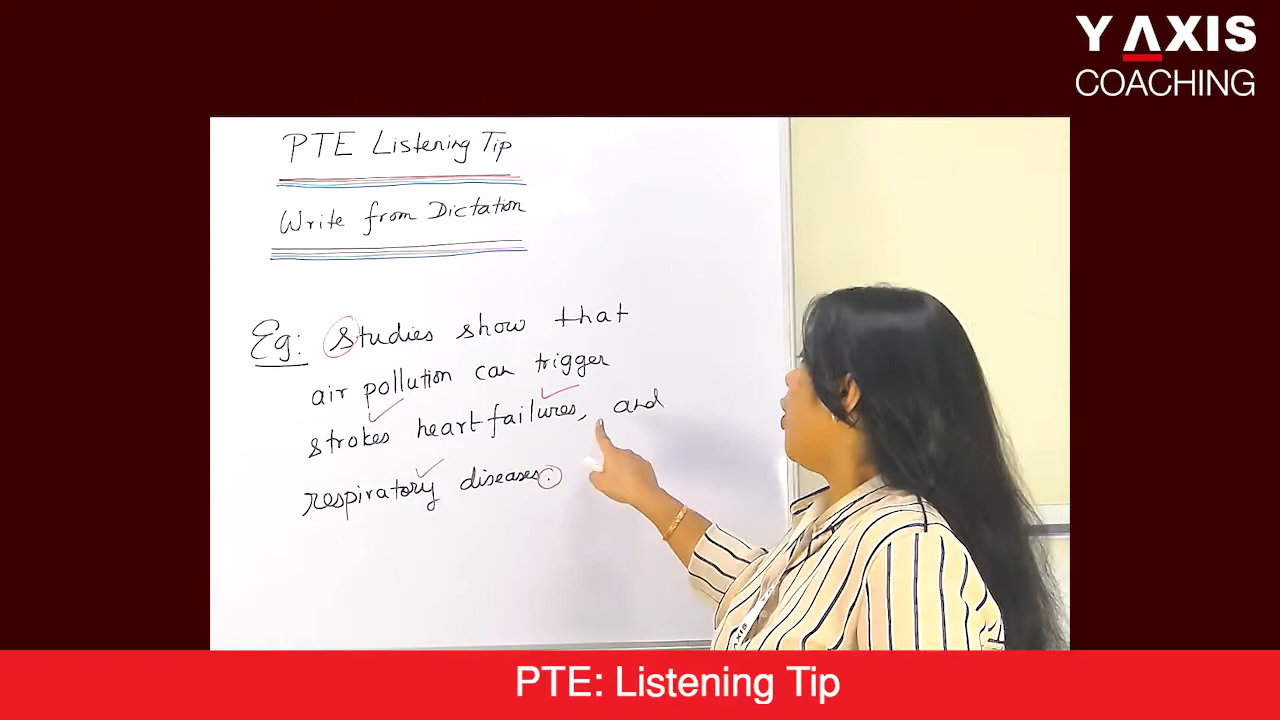 Y AXIS
COACHING
PTE Listening Tip
Write from Dictation
Eg: Studies show that
air pollution can trigger
strokes heart failures, and
respiratory diseases.
Y AXIS
PTE: Listening Tip